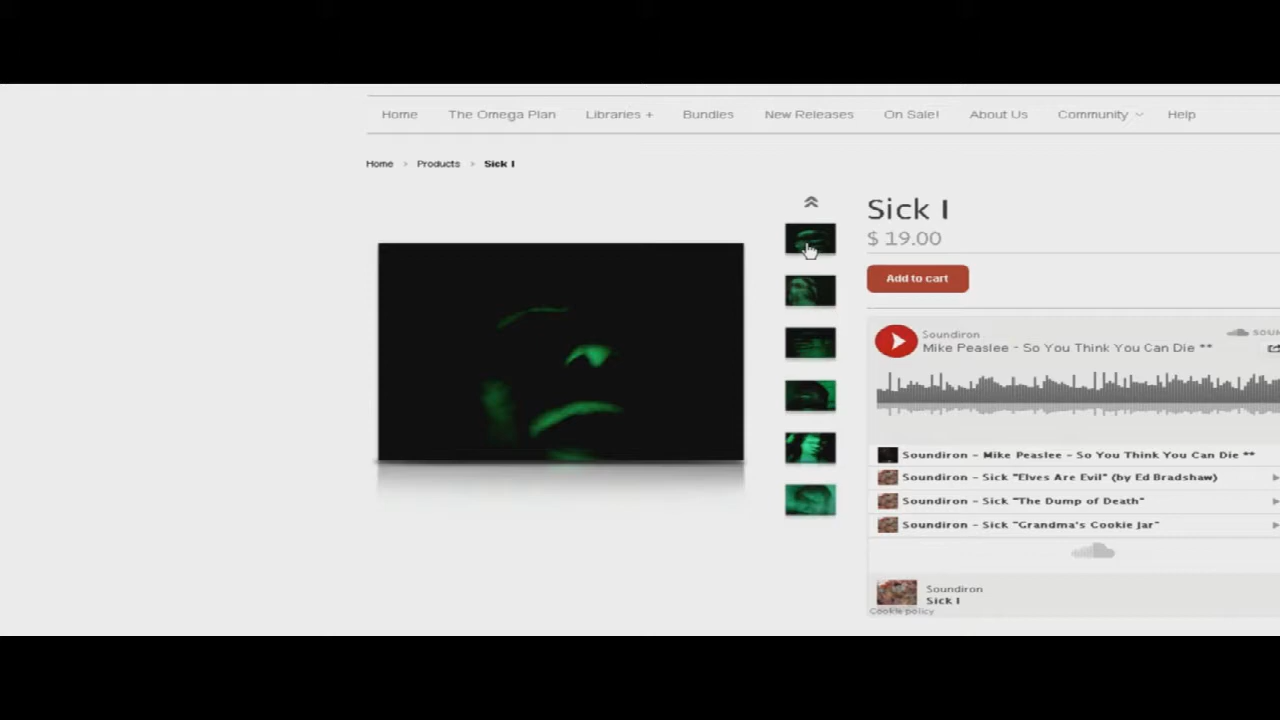 Home The Omega Plan Libraries + Bundles New Releases On Sale! About Us Community Help
Home > Products > Sick I
Sick I
$ 19.00
Add to cart
Soundiron
Mike Peaslee - So You Think You Can Die **
Soundiron - Mike Peaslee - So You Think You Can Die **
Soundiron - Sick "Elves Are Evil" (by Ed Bradshaw)
Soundiron - Sick "The Dump of Death"
Soundiron - Sick "Grandma's Cookie Jar"
Soundiron
Sick I
Cookie policy